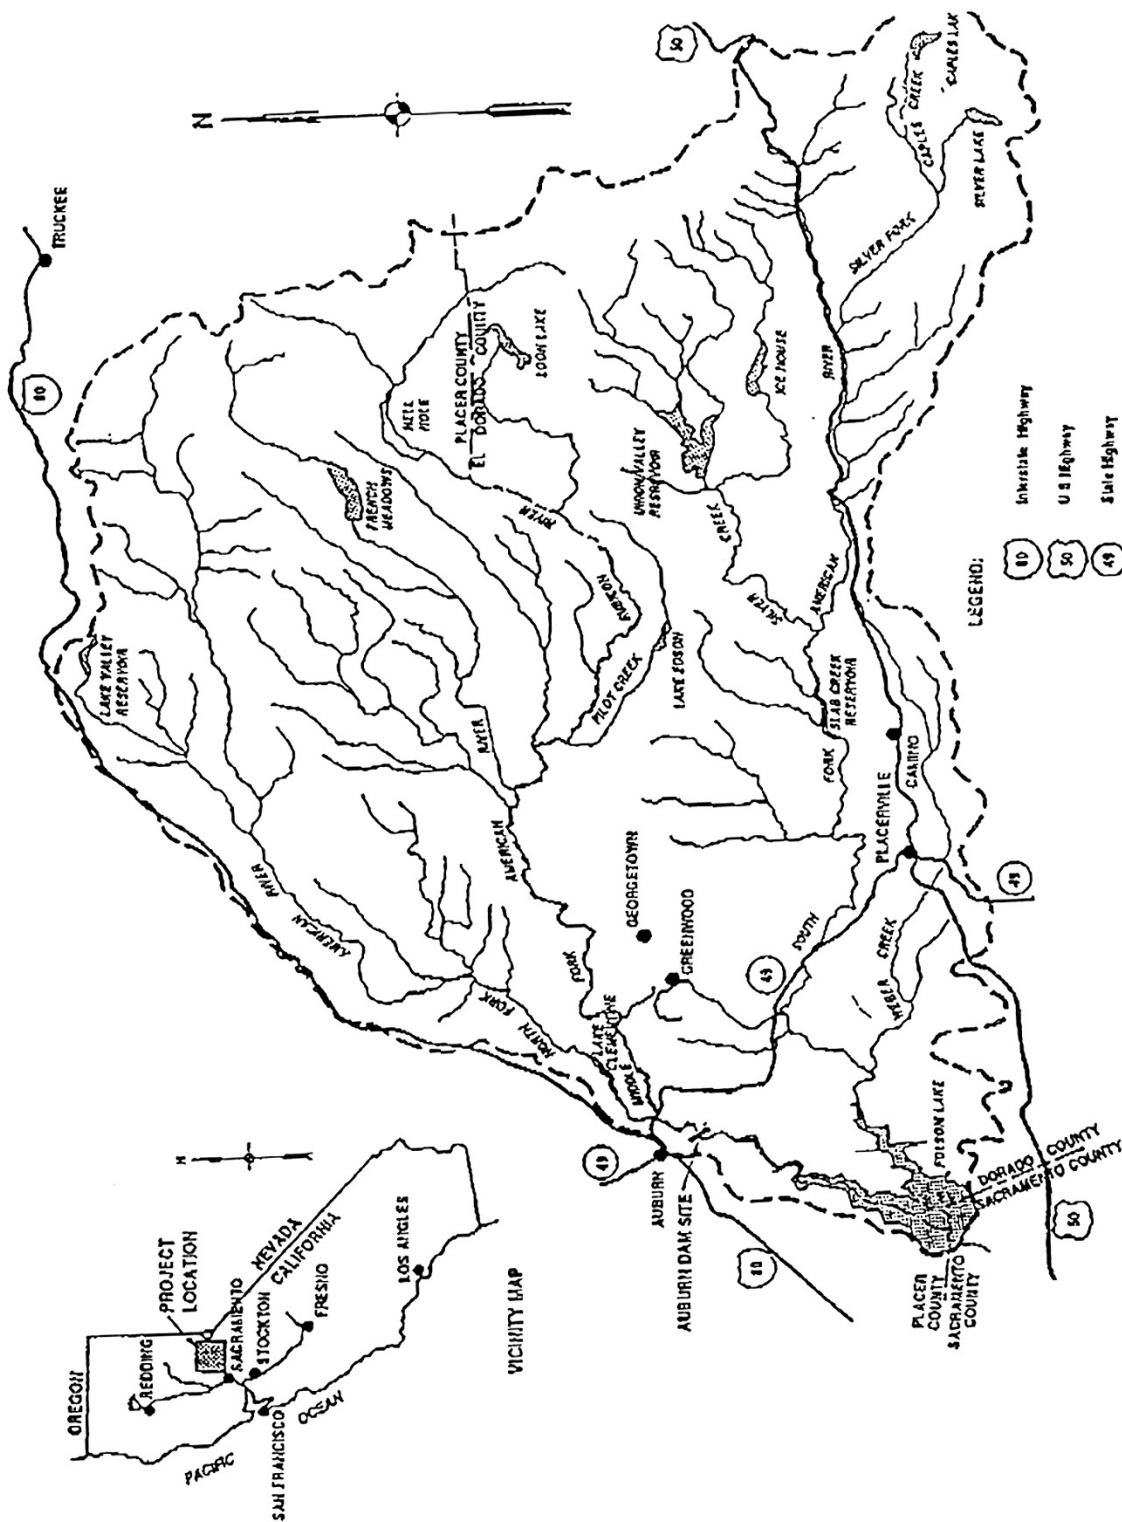 OREGON
REDDING
PROJECT
LOCATION
SACRAMENTO
STOCKTON
NEVADA
CALIFORNIA
FRESNO
SAN FRANCISCO
PACIFIC
OCEAN
LOS ANGLES
VICINITY MAP
N
80
TRUCKEE
LAKE VALLEY
RESERVOIR
N
50
NORTH
FORK
AMERICAN
RIVER
FRENCH
MEADOWS
HELL
HOLE
PLACER COUNTY
EL DORADO COUNTY
LOON LAKE
MIDDLE
FORK
AMERICAN
RIVER
LAKE
CLEMENTINE
RUBICON
RIVER
PILOT CREEK
LAKE EDSON
UNION VALLEY
RESERVOIR
ICE HOUSE
SILVER
CREEK
GEORGETOWN
GREENWOOD
49
AUBURN
AUBURN DAM SITE
80
49
SOUTH
FORK
AMERICAN
RIVER
SLAB CREEK
RESERVOIR
SILVER FORK
CAPLES CREEK
CAPLES LAK
SILVER LAKE
PLACERVILLE
CAMINO
WEBER
CREEK
49
FOLSON LAKE
PLACER
COUNTY
SACRAMENTO
COUNTY
DORADO COUNTY
SACRAMENTO COUNTY
50
LEGEND:
80 Interstate Highway
50 U S Highway
49 State Highway